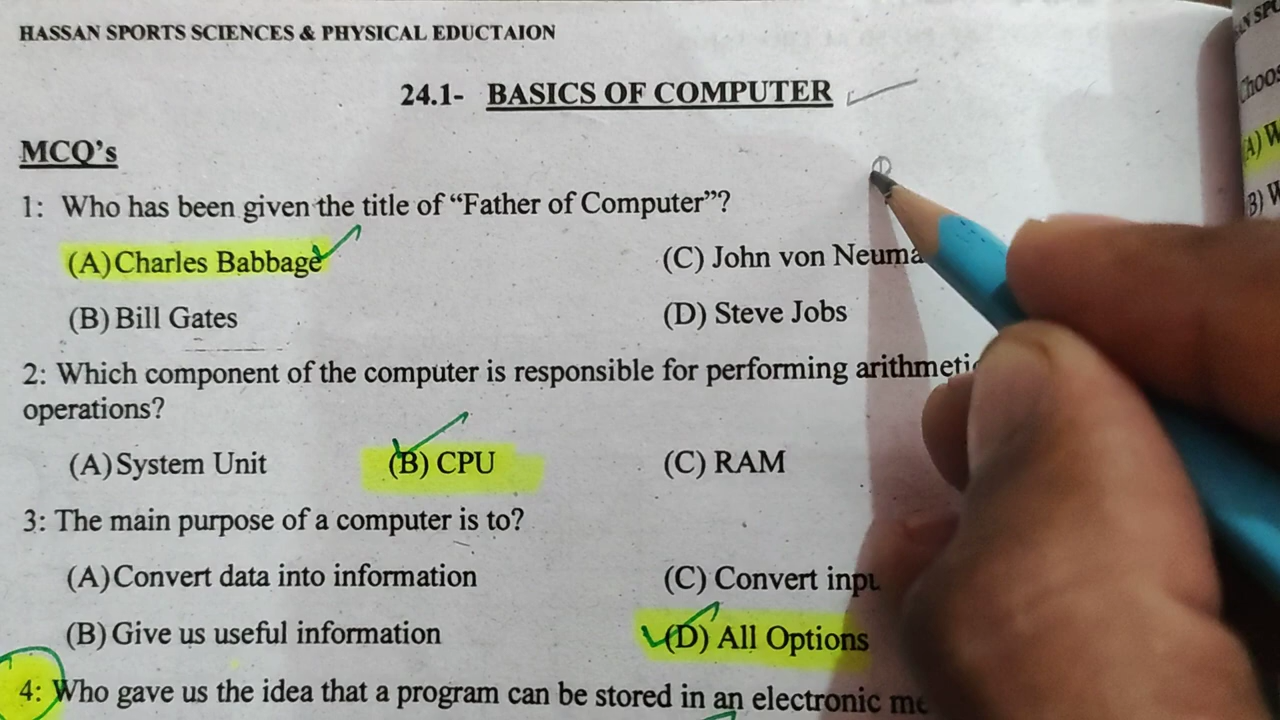 HASSAN SPORTS SCIENCES & PHYSICAL EDUCTAION
24.1- BASICS OF COMPUTER
MCQ's
1: Who has been given the title of “Father of Computer”?
(A) Charles Babbage (C) John von
(B) Bill Gates (D) Steve Jobs
2: Which component of the computer is responsible for performing
operations?
(A) System Unit (B) CPU (C) RAM
3: The main purpose of a computer is to?
(A) Convert data into information (C) Convert
(B) Give us useful information (D) All Options
4: Who gave us the idea that a program can be stored in an electronic
(A)
(B)